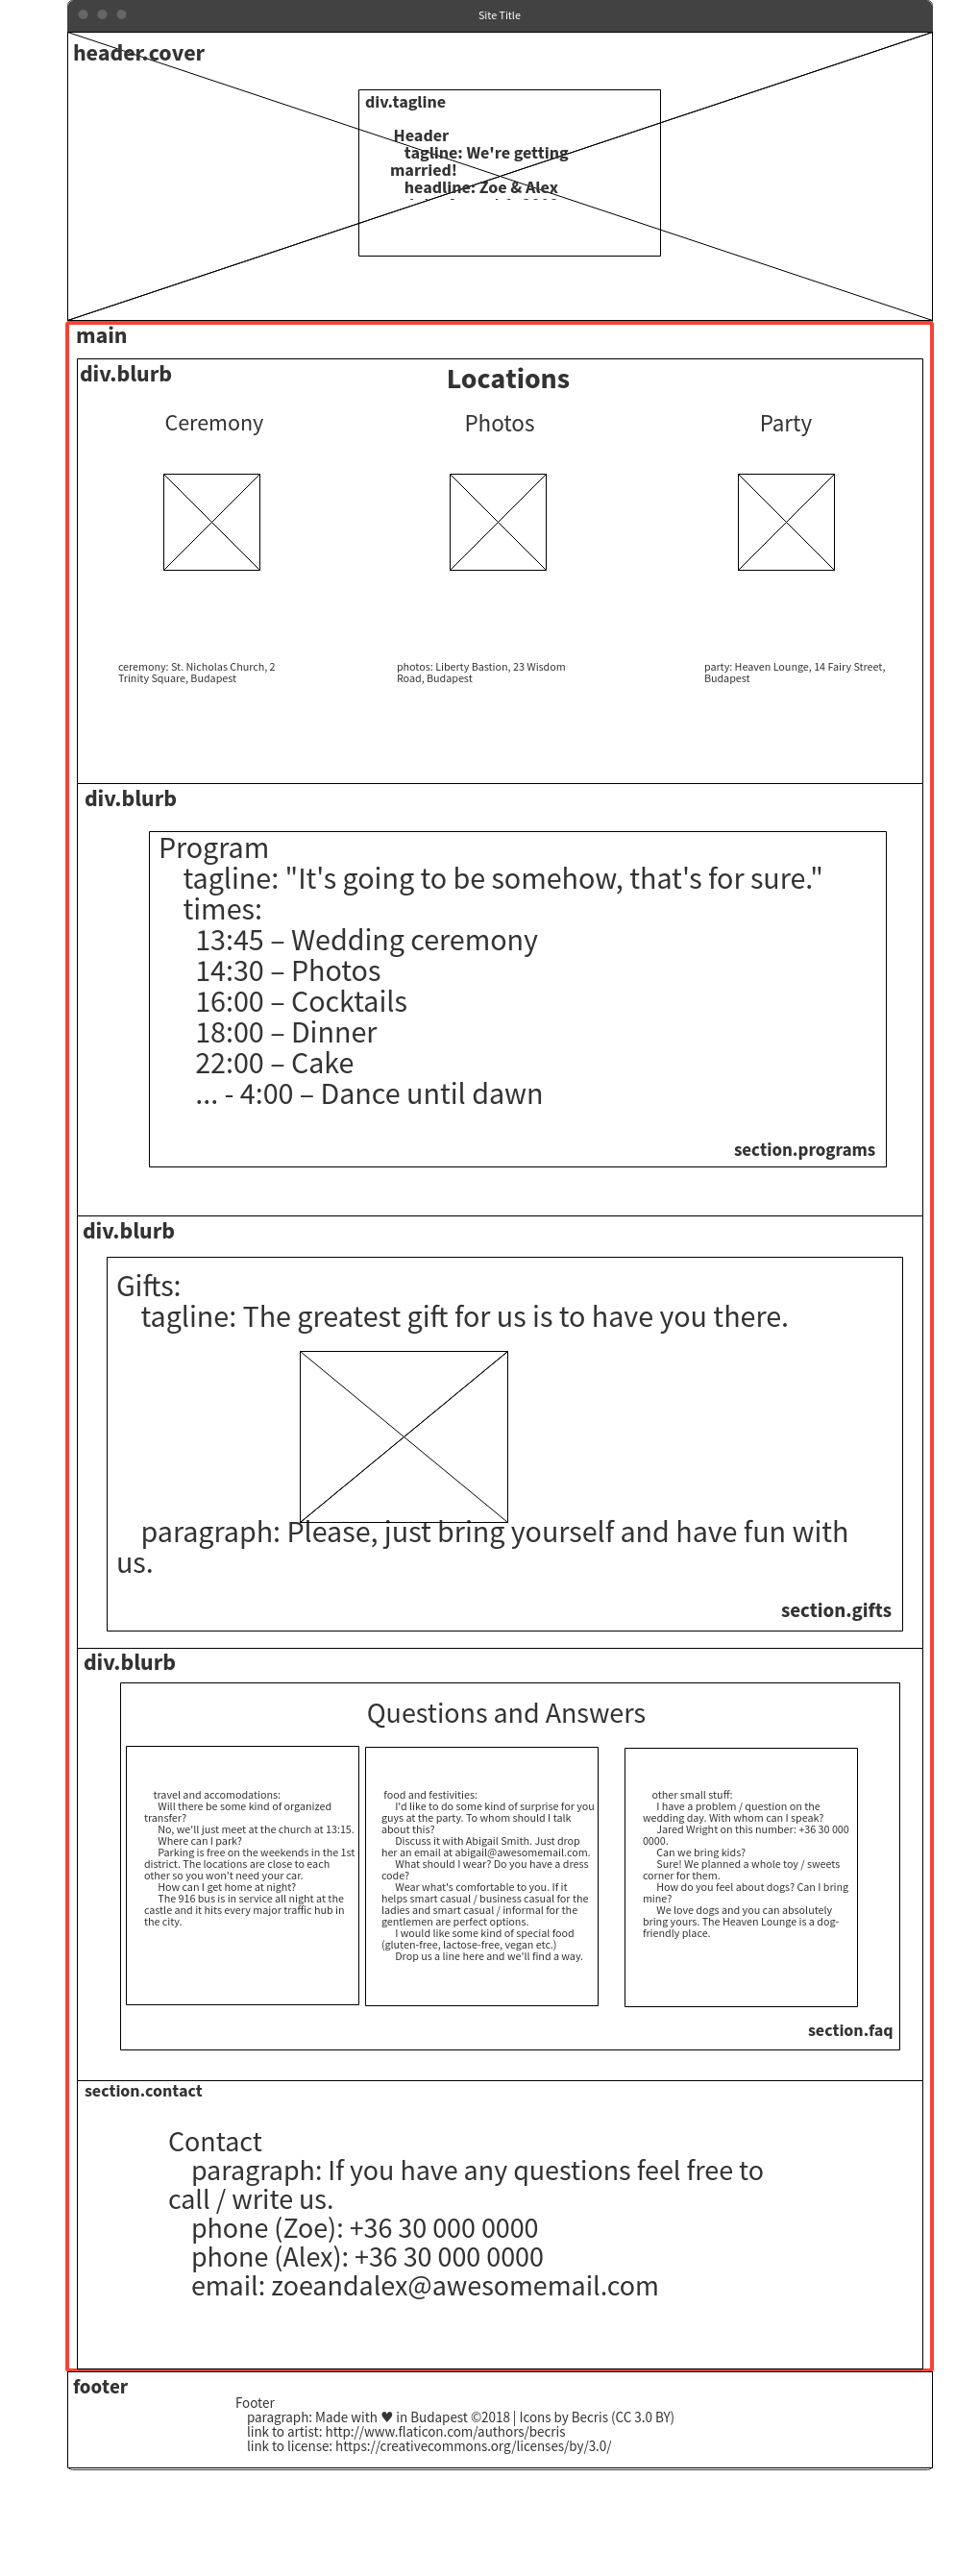 Site Title
header.cover
div.tagline
Header
tagline: We're getting
married!
headline: Zoe & Alex
main
div.blurb
Locations
Ceremony
Photos
Party
ceremony: St. Nicholas Church, 2
Trinity Square, Budapest
photos: Liberty Bastion, 23 Wisdom
Road, Budapest
party: Heaven Lounge, 14 Fairy Street,
Budapest
div.blurb
Program
tagline: "It's going to be somehow, that's for sure."
times:
13:45 – Wedding ceremony
14:30 – Photos
16:00 – Cocktails
18:00 – Dinner
22:00 – Cake
... - 4:00 – Dance until dawn
section.programs
div.blurb
Gifts:
tagline: The greatest gift for us is to have you there.
paragraph: Please, just bring yourself and have fun with
us.
section.gifts
div.blurb
Questions and Answers
travel and accomodations:
Will there be some kind of organized
transfer?
No, we'll just meet at the church at 13:15.
Where can I park?
Parking is free on the weekends in the 1st
district. The locations are close to each
other so you won't need your car.
How can I get home at night?
The 916 bus is in service all night at the
castle and it hits every major traffic hub in
the city.
food and festivities:
I'd like to do some kind of surprise for you
guys at the party. To whom should I talk
about this?
Discuss it with Abigail Smith. Just drop
her an email at abigail@awesomemail.com.
What should I wear? Do you have a dress
code?
Wear what's comfortable to you. If it
helps smart casual / business casual for the
ladies and smart casual / informal for the
gentlemen are perfect options.
I would like some kind of special food
(gluten-free, lactose-free, vegan etc.)
Drop us a line here and we'll find a way.
other small stuff:
I have a problem / question on the
wedding day. With whom can I speak?
Jared Wright on this number: +36 30 000
0000.
Can we bring kids?
Sure! We planned a whole toy / sweets
corner for them.
How do you feel about dogs? Can I bring
mine?
We love dogs and you can absolutely
bring yours. The Heaven Lounge is a dog-
friendly place.
section.faq
section.contact
Contact
paragraph: If you have any questions feel free to
call / write us.
phone (Zoe): +36 30 000 0000
phone (Alex): +36 30 000 0000
email: zoeandalex@awesomemail.com
footer
Footer
paragraph: Made with ♥ in Budapest ©2018 | Icons by Becris (CC 3.0 BY)
link to artist: http://www.flaticon.com/authors/becris
link to license: https://creativecommons.org/licenses/by/3.0/